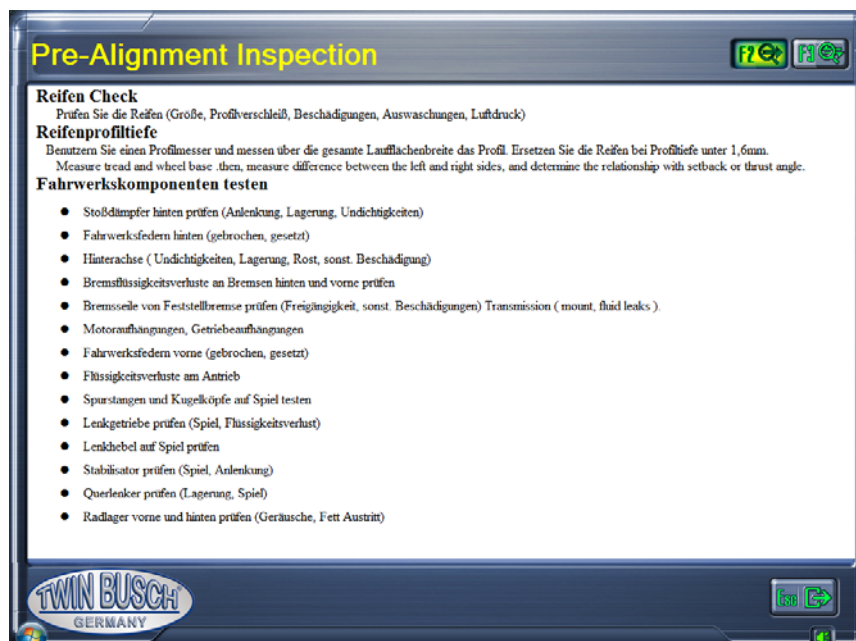 Pre-Alignment Inspection
F2
F3
Reifen Check
Prüfen Sie die Reifen (Größe, Profilverschleiß, Beschädigungen, Auswaschungen, Luftdruck)
Reifenprofiltiefe
Benutzern Sie einen Profilmesser und messen über die gesamte Laufflächenbreite das Profil. Ersetzen Sie die Reifen bei Profiltiefe unter 1,6mm.
Measure tread and wheel base .then, measure difference between the left and right sides, and determine the relationship with setback or thrust angle.
Fahrwerkskomponenten testen
● Stoßdämpfer hinten prüfen (Anlenkung, Lagerung, Undichtigkeiten)
● Fahrwerksfedern hinten (gebrochen, gesetzt)
● Hinterachse ( Undichtigkeiten, Lagerung, Rost, sonst. Beschädigung)
● Bremsflüssigkeitsverluste an Bremsen hinten und vorne prüfen
● Bremsseile von Feststellbremse prüfen (Freigängigkeit, sonst. Beschädigungen) Transmission ( mount, fluid leaks ).
● Motoraufhängungen, Getriebeaufhängungen
● Fahrwerksfedern vorne (gebrochen, gesetzt)
● Flüssigkeitsverluste am Antrieb
● Spurstangen und Kugelköpfe auf Spiel testen
● Lenkgetriebe prüfen (Spiel, Flüssigkeitsverlust)
● Lenkhebel auf Spiel prüfen
● Stabilisator prüfen (Spiel, Anlenkung)
● Querlenker prüfen (Lagerung, Spiel)
● Radlager vorne und hinten prüfen (Geräusche, Fett Austritt)
TWIN BUSCH
GERMANY
Esc